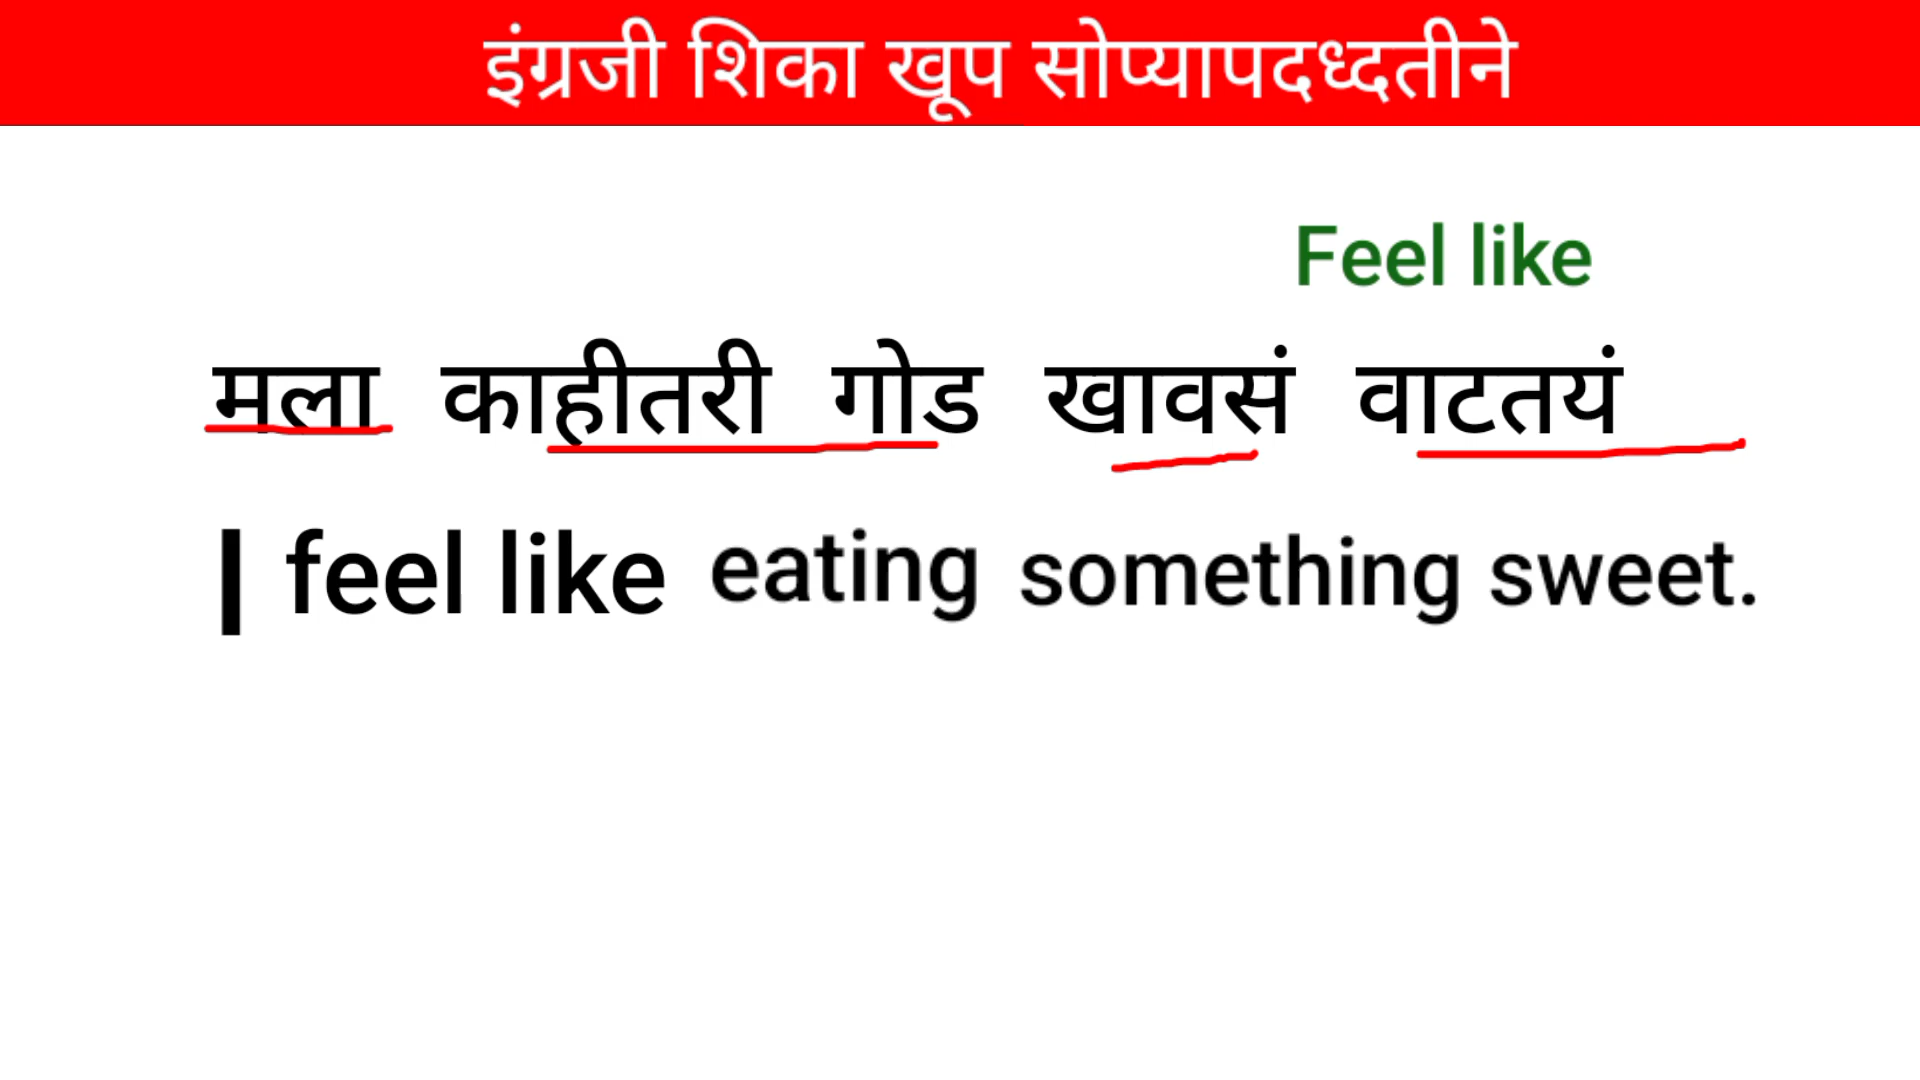 इंग्रजी शिका खूप सोप्यापदध्दतीने
Feel like
मला काहीतरी गोड खावसं वाटतयं
I feel like eating something sweet.